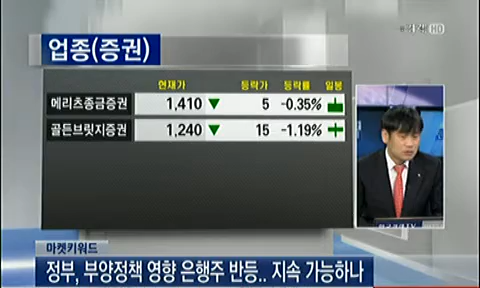 업종(증권)
현재가 등락가 등락률 일봉
메리츠종금증권 1,410 ▼ 5 -0.35%
골든브릿지증권 1,240 ▼ 15 -1.19%
마켓키워드
정부, 부양정책 영향 은행주 반등.. 지속 가능하나